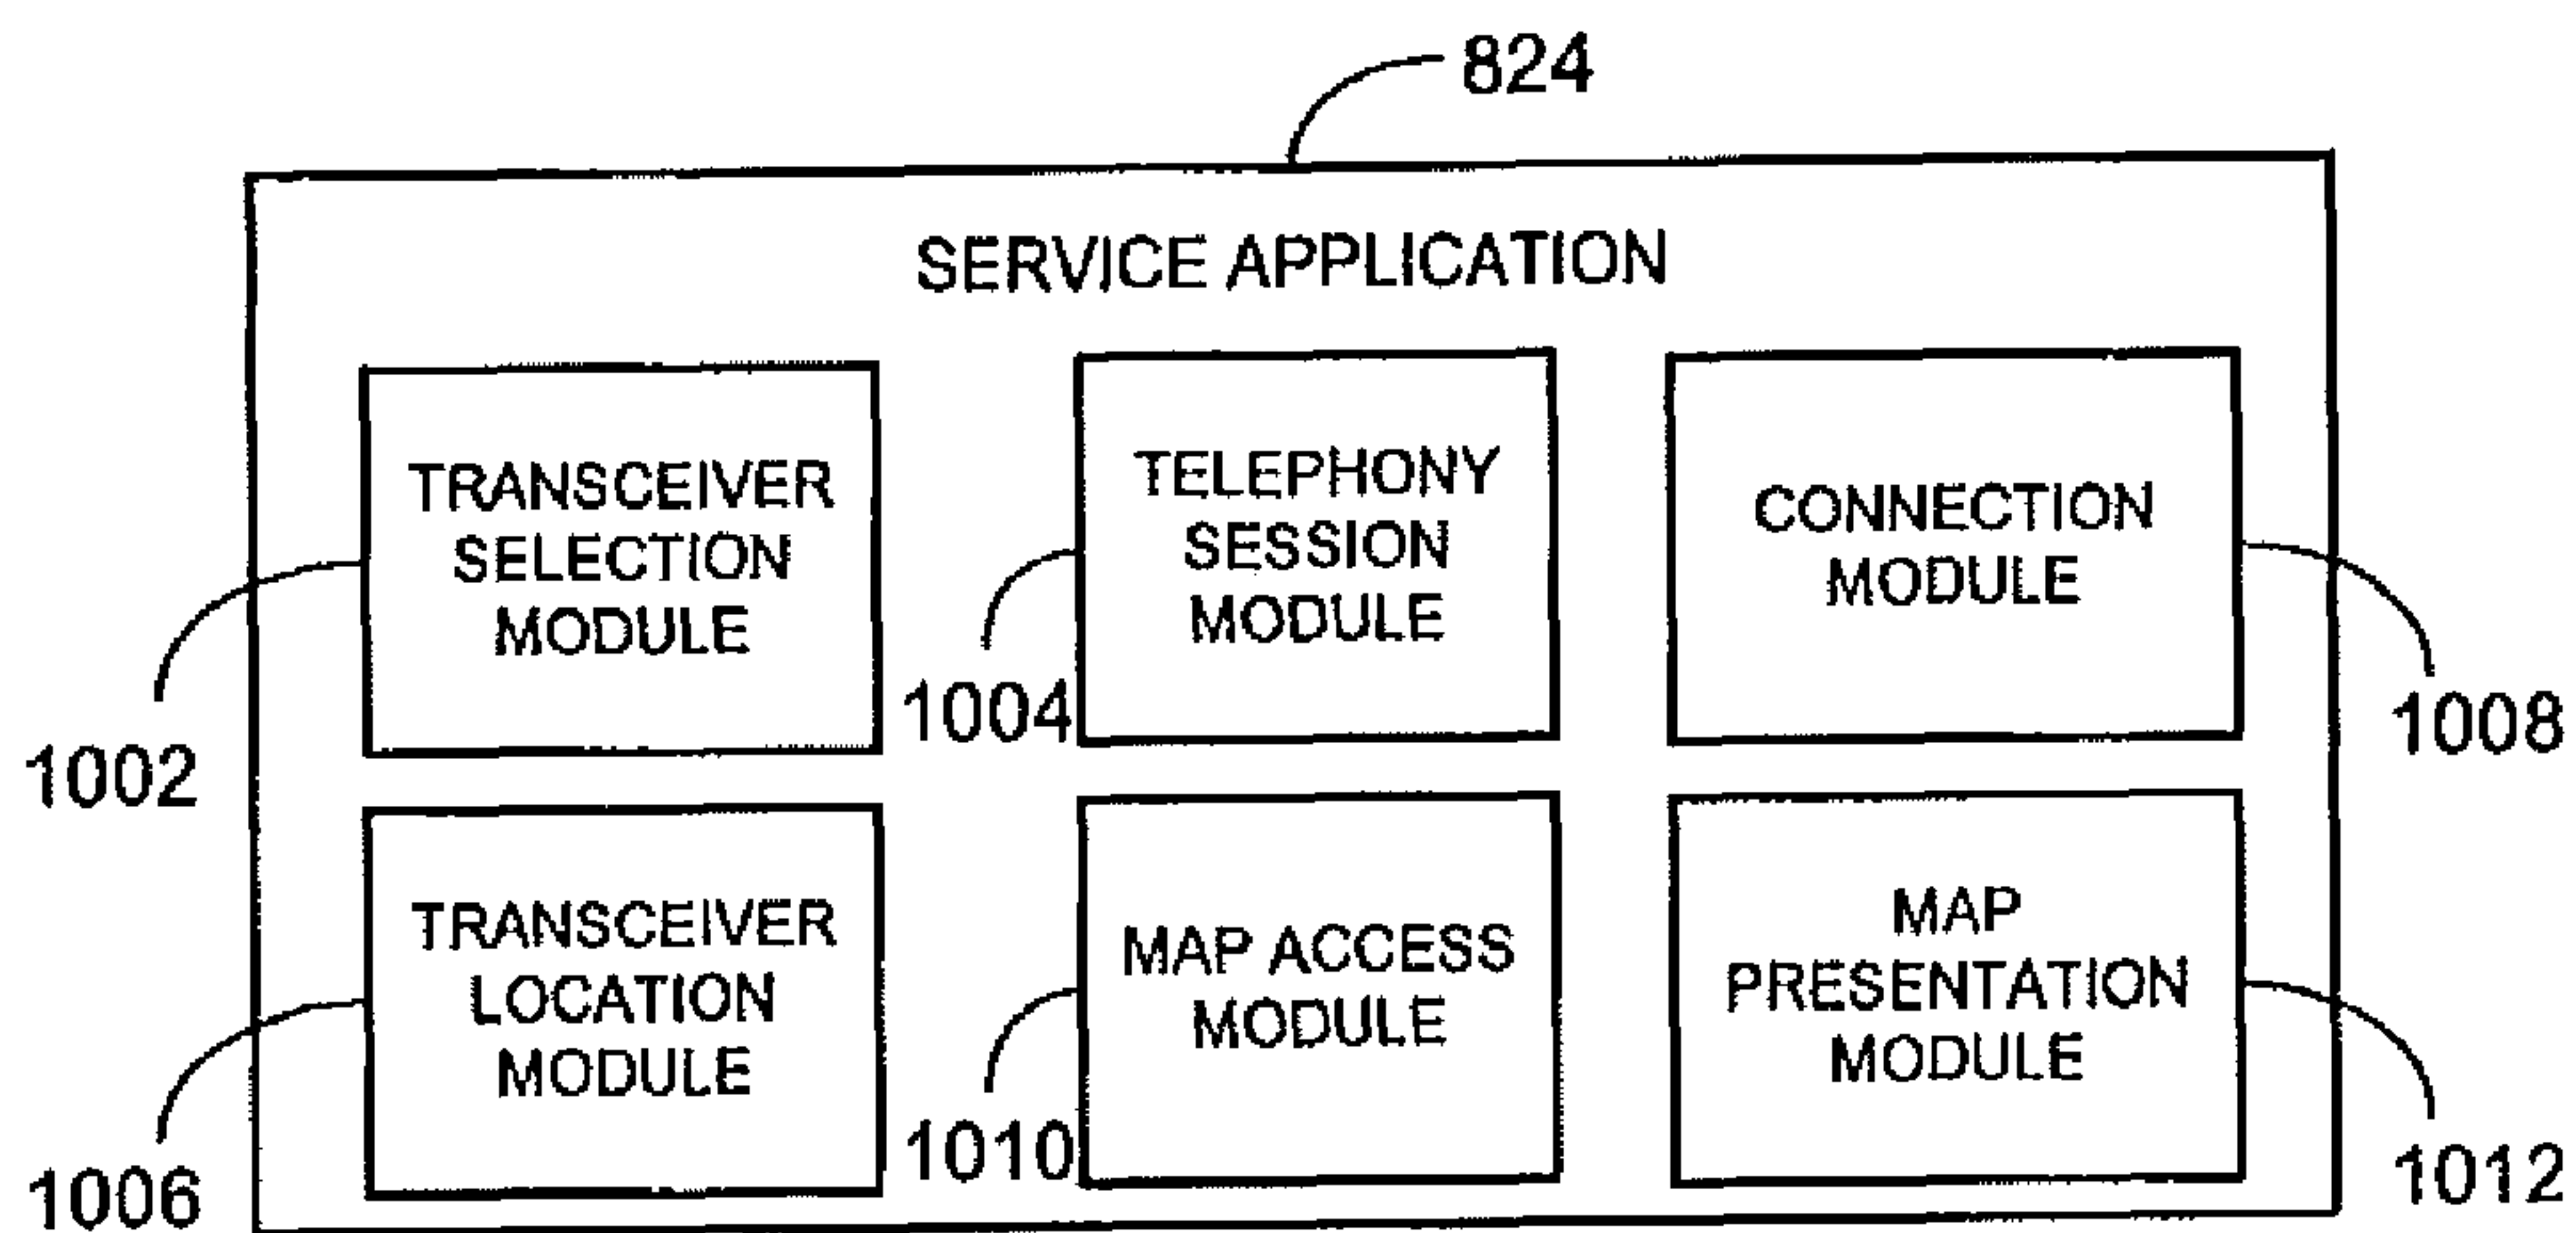 824
SERVICE APPLICATION
TRANSCEIVER
SELECTION
MODULE
1002
TELEPHONY
SESSION
MODULE
1004
CONNECTION
MODULE
1008
TRANSCEIVER
LOCATION
MODULE
1006
MAP ACCESS
MODULE
1010
MAP
PRESENTATION
MODULE
1012